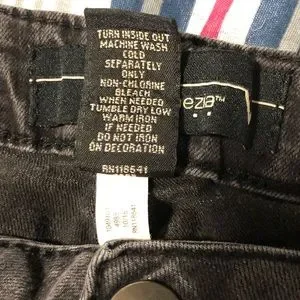 TURN INSIDE OUT
MACHINE WASH
COLD
SEPARATELY
ONLY
NON-CHLORINE
BLEACH
WHEN NEEDED
TUMBLE DRY LOW
WARM IRON
IF NEEDED
DO NOT IRON
ON DECORATION
RN118641
ezia™
RN118641